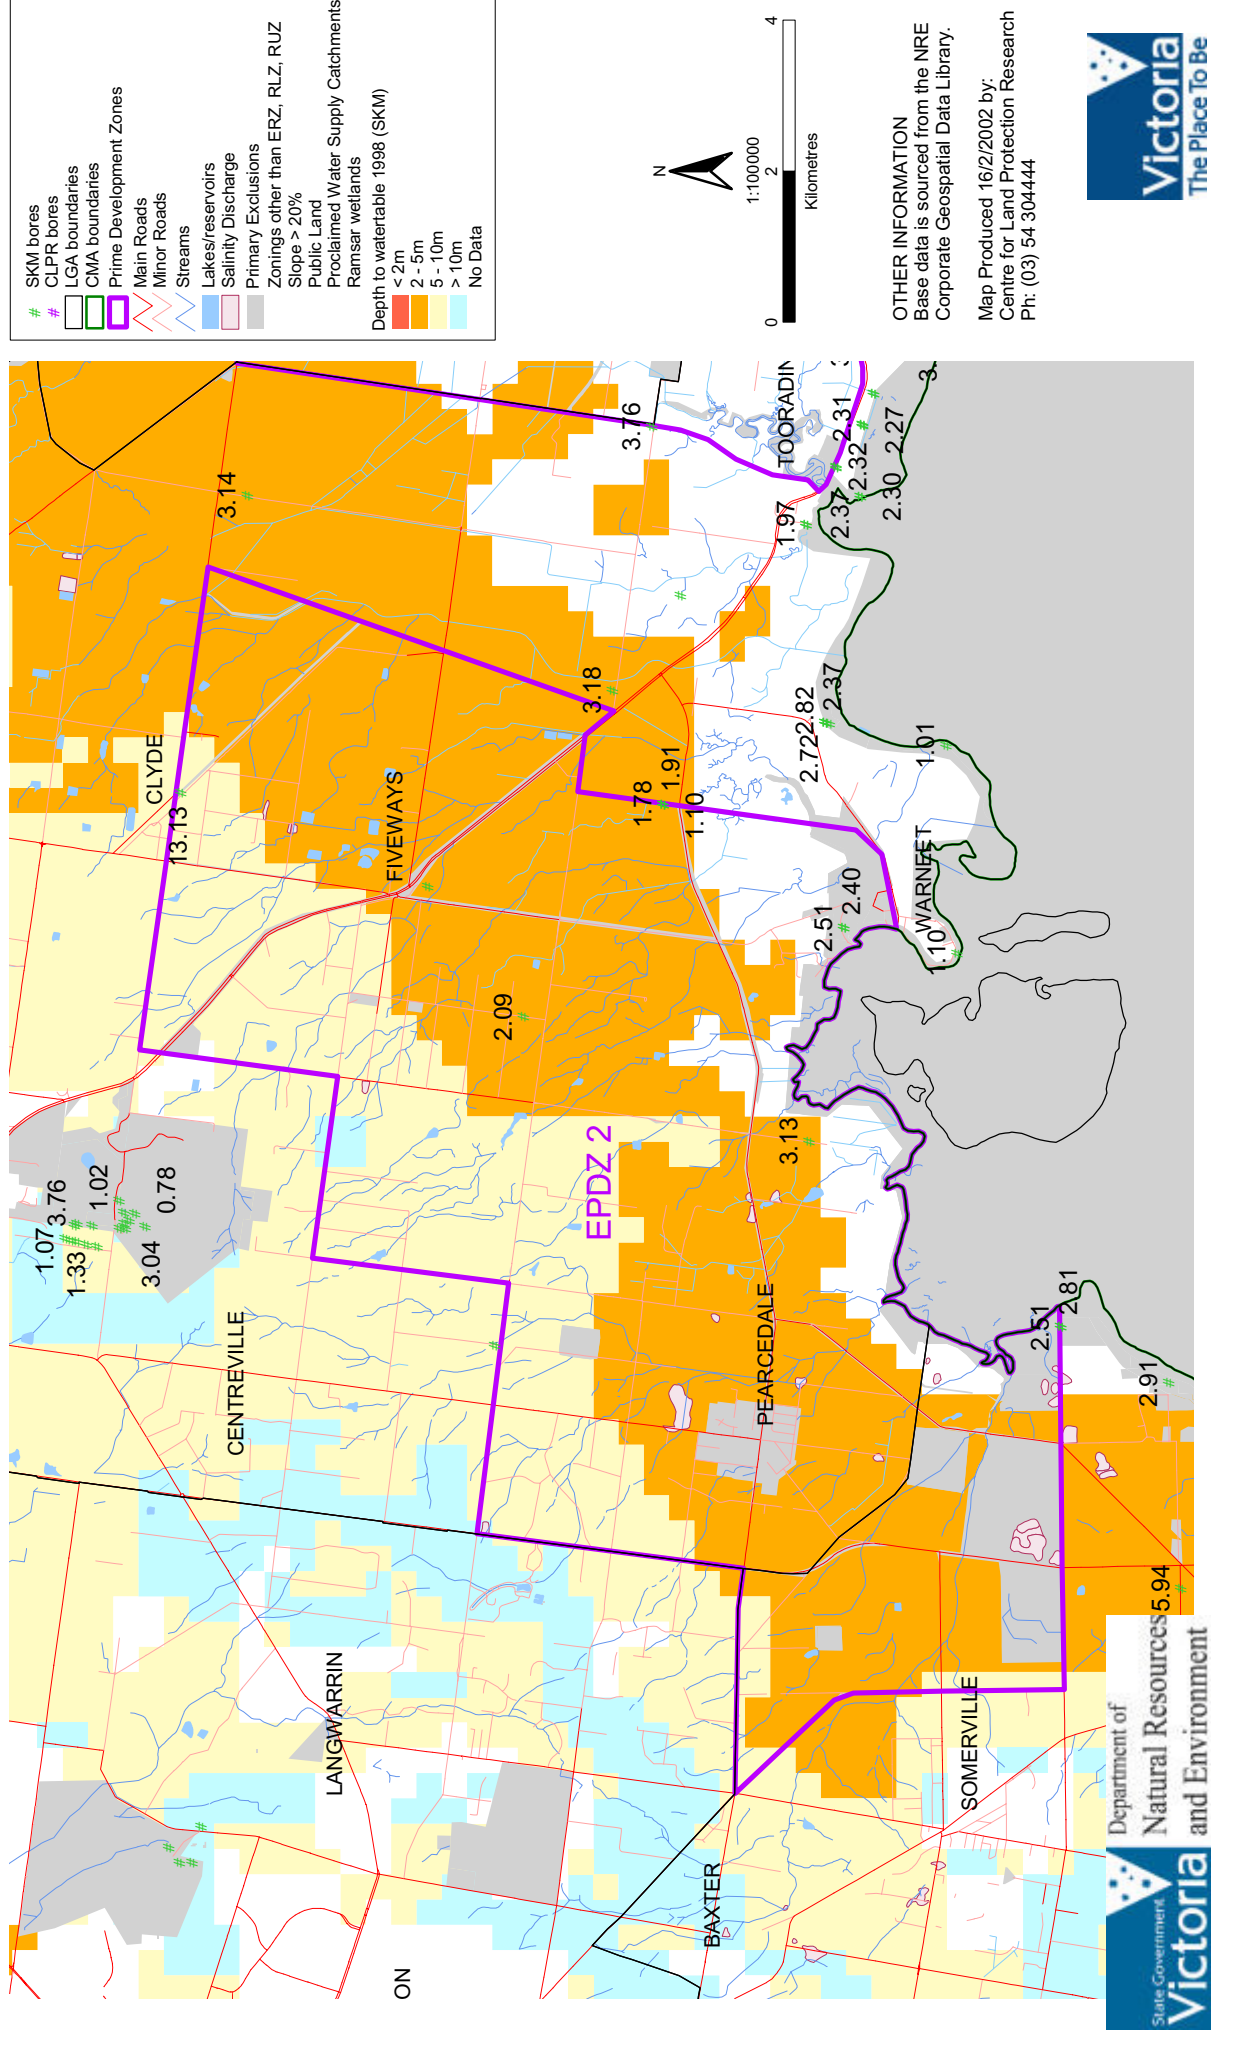 SKM bores
CLPR bores
LGA boundaries
CMA boundaries
Prime Development Zones
Main Roads
Minor Roads
Streams
Lakes/reservoirs
Salinity Discharge
Primary Exclusions
Zonings other than ERZ, RLZ, RUZ
Slope > 20%
Public Land
Proclaimed Water Supply Catchments
Ramsar wetlands
Depth to watertable 1998 (SKM)
< 2m
2 - 5m
5 - 10m
> 10m
No Data
N
1:100000
0
2
4
Kilometres
OTHER INFORMATION
Base data is sourced from the NRE
Corporate Geospatial Data Library.
Map Produced 16/2/2002 by:
Centre for Land Protection Research
Ph: (03) 54 304444
Victoria
The Place To Be
3.14
3.76
TOORADIN
1.97
2.37
2.32
2.31
2.30
2.27
3.
CLYDE
13.13
FIVEWAYS
3.18
1.78
1.91
1.10
2.72
2.82
2.37
1.01
2.51
2.40
WARNEET
1.10
2.09
EPDZ 2
3.13
1.07
3.76
1.33
1.02
3.04
0.78
CENTREVILLE
PEARCEDALE
2.51
2.81
2.91
5.94
LANGWARRIN
SOMERVILLE
BAXTER
ON
State Government
Victoria
Department of
Natural Resources
and Environment